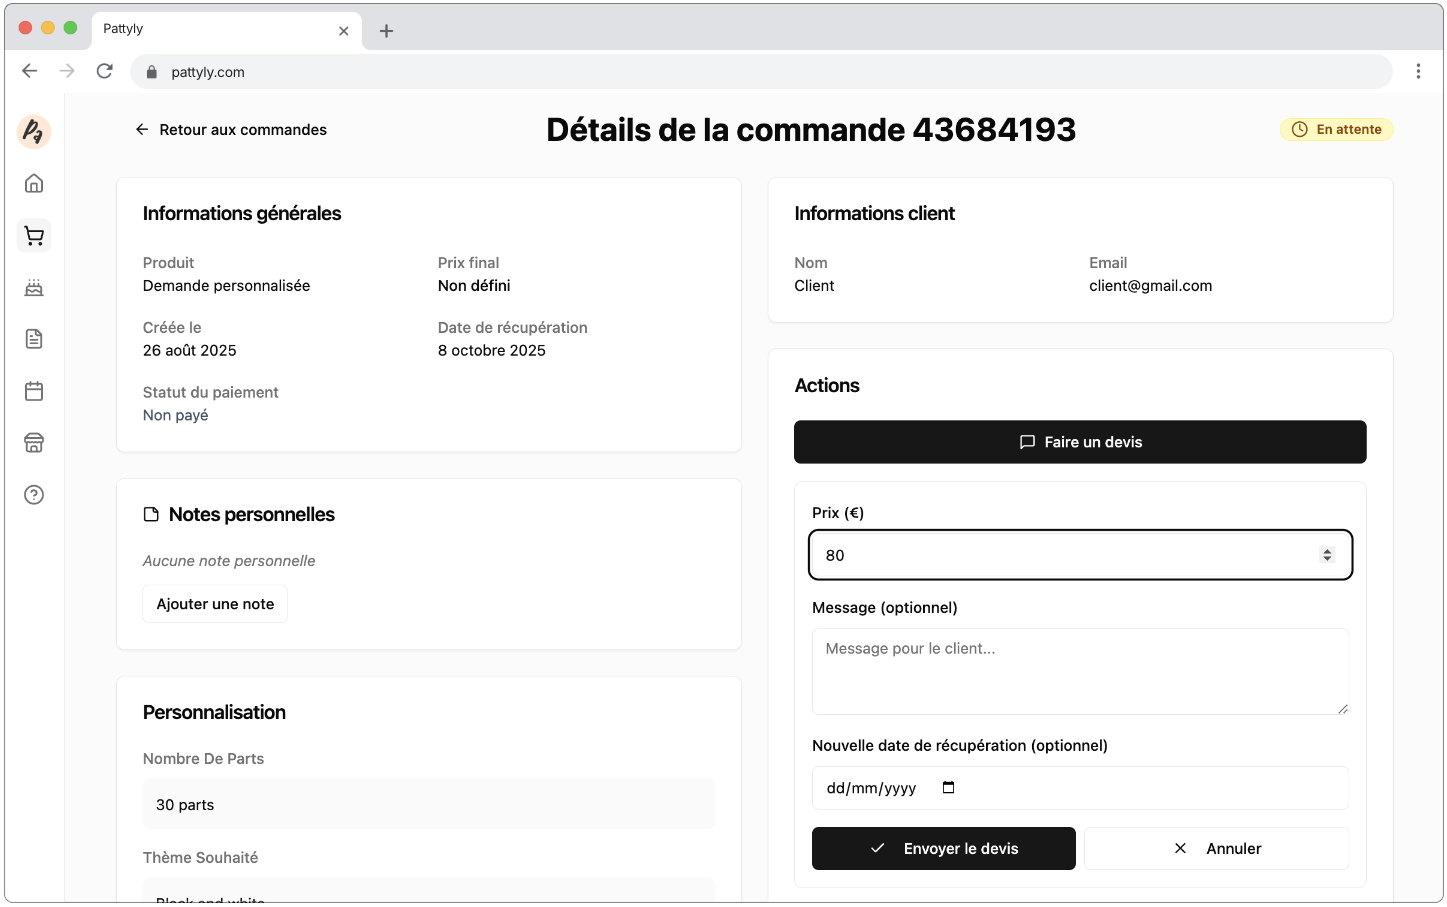 Pattyly
pattyly.com
Retour aux commandes
Détails de la commande 43684193
En attente
Informations générales
Produit
Demande personnalisée
Prix final
Non défini
Créée le
26 août 2025
Date de récupération
8 octobre 2025
Statut du paiement
Non payé
Notes personnelles
Aucune note personnelle
Ajouter une note
Personnalisation
Nombre De Parts
30 parts
Thème Souhaité
Black and white
Informations client
Nom
Client
Email
client@gmail.com
Actions
Faire un devis
Prix (€)
80
Message (optionnel)
Message pour le client...
Nouvelle date de récupération (optionnel)
dd/mm/yyyy
Envoyer le devis
Annuler